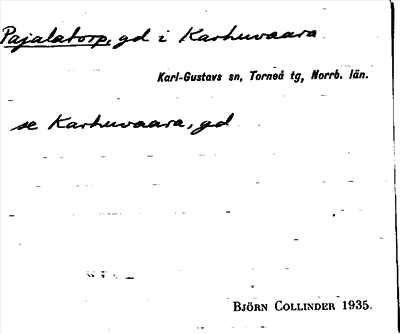 Pajalatorp, gd i Karhuvaara
Karl-Gustavs sn, Torneå tg, Norrb. län.
se Karhuvaara, gd
BJÖRN COLLINDER 1935.